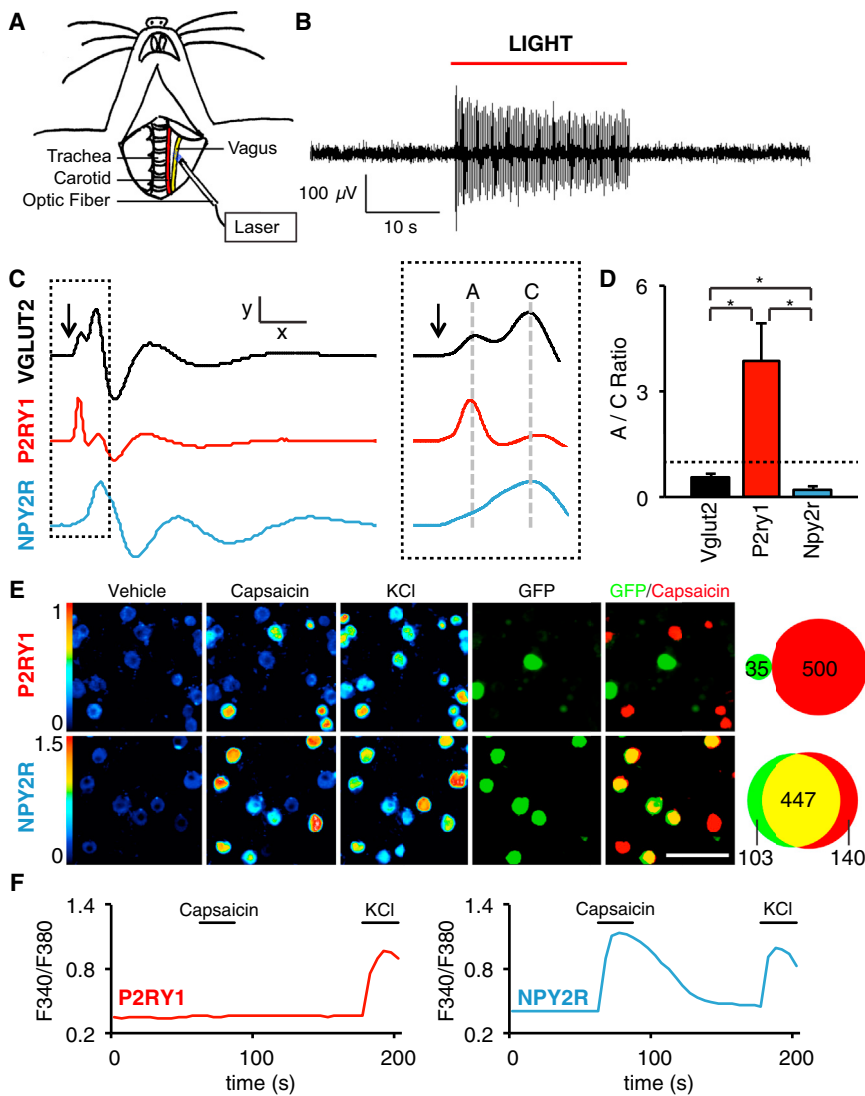 A
Trachea
Carotid
Optic Fiber
Vagus
Laser
B
LIGHT
100 µV
10 s
C
VGLUT2
P2RY1
NPY2R
y
x
A
C
D
A / C Ratio
6
3
0
*
* *
Vglut2
P2ry1
Npy2r
E
Vehicle Capsaicin KCl GFP GFP/Capsaicin
P2RY1
1
0
35 500
NPY2R
1.5
0
447
103 140
F
F340/F380
1.4
0.8
0.2
Capsaicin KCl
P2RY1
0 100 200
time (s)
F340/F380
1.4
0.8
0.2
Capsaicin KCl
NPY2R
0 100 200
time (s)